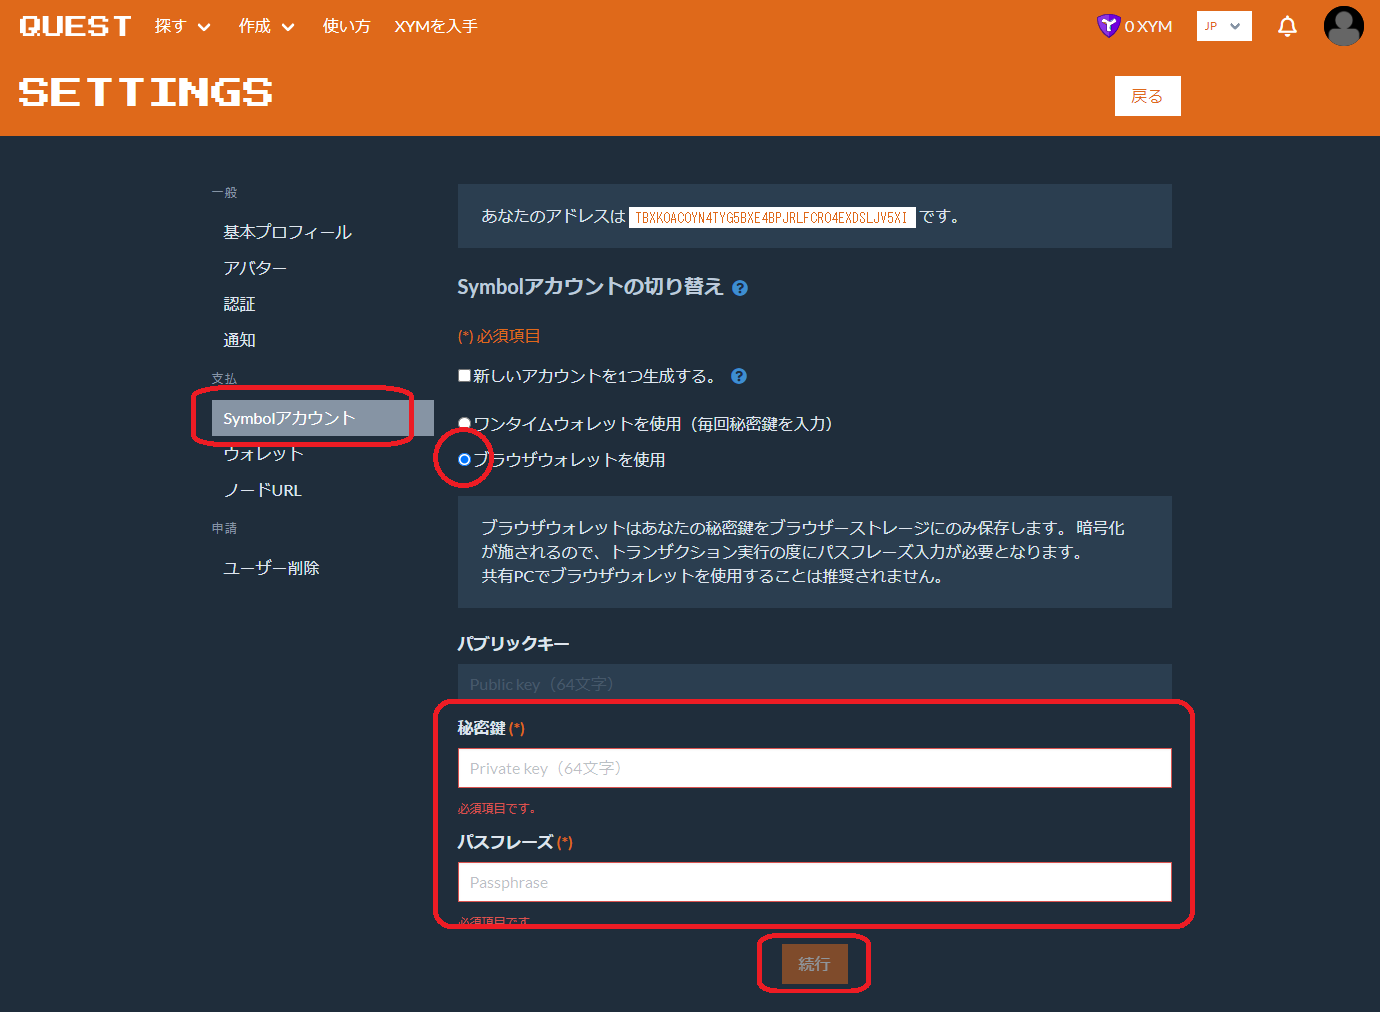 QUEST 探す 作成 使い方 XYMを入手 0 XYM JP
SETTINGS 戻る
一般
基本プロフィール
アバター
認証
通知
支払
Symbolアカウント
ウォレット
ノードURL
申請
ユーザー削除
あなたのアドレスは TBXKOACOYN4TYG5BXE4BPJRLFCRO4EXDSLJV5XI です。
Symbolアカウントの切り替え ?
(*) 必須項目
新しいアカウントを1つ生成する。 ?
ワンタイムウォレットを使用（毎回秘密鍵を入力）
ブラウザウォレットを使用
ブラウザウォレットはあなたの秘密鍵をブラウザーストレージにのみ保存します。 暗号化
が施されるので、トランザクション実行の度にパスフレーズ入力が必要となります。
共有PCでブラウザウォレットを使用することは推奨されません。
パブリックキー
Public key（64文字）
秘密鍵 (*)
Private key（64文字）
必須項目です。
パスフレーズ (*)
Passphrase
必須項目です
続行